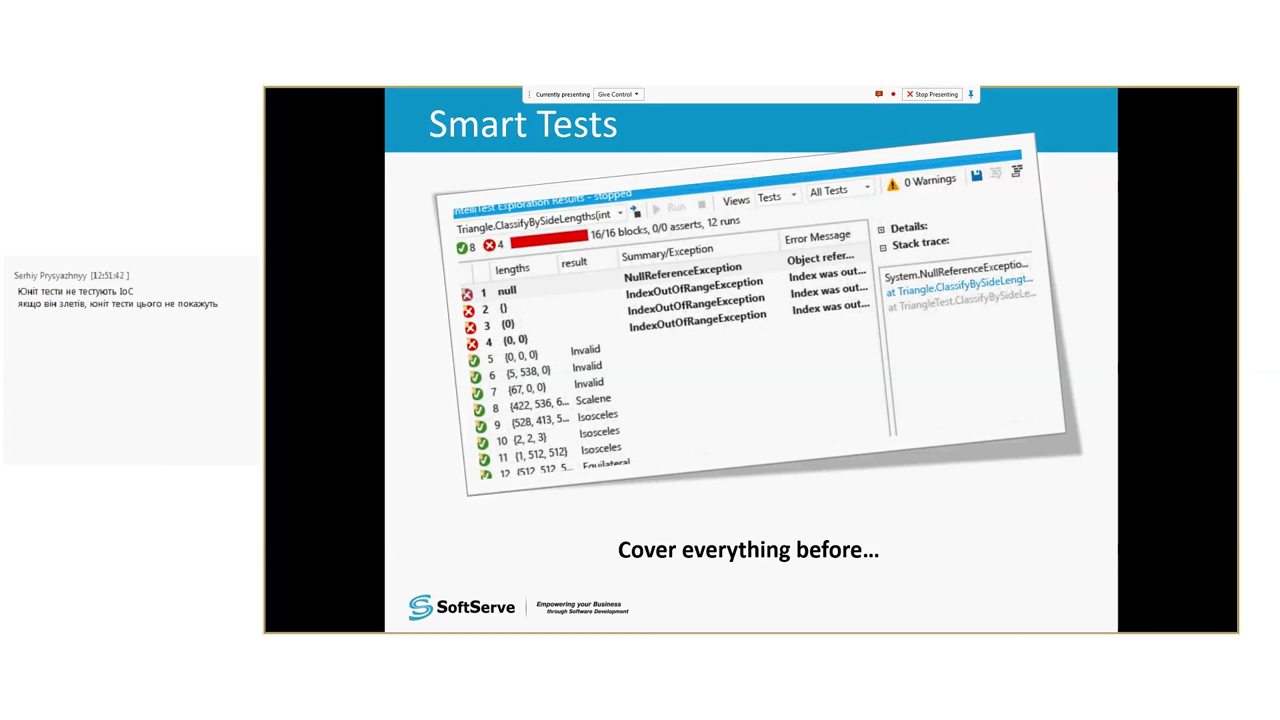 Currently presenting Give Control Stop Presenting
Smart Tests
Serhiy Prysyazhnyy [12:51:42 ]
Юніт тести не тестують IoC
якщо він злетів, юніт тести цього не покажуть
IntelliTest Exploration Results - stopped
Triangle.ClassifyBySideLengths(int Run Views Tests All Tests 0 Warnings
8 4 16/16 blocks, 0/0 asserts, 12 runs
lengths result Summary/Exception Error Message
1 null NullReferenceException Object refer...
2 {} IndexOutOfRangeException Index was out...
3 {0} IndexOutOfRangeException Index was out...
4 {0, 0} IndexOutOfRangeException Index was out...
5 {0, 0, 0} Invalid
6 {5, 538, 0} Invalid
7 {67, 0, 0} Invalid
8 {422, 536, 6... Scalene
9 {528, 413, 5... Isosceles
10 {2, 2, 3} Isosceles
11 {1, 512, 512} Isosceles
12 {512, 512, 5... Equilateral
Details:
Stack trace:
System.NullReferenceExceptio...
at Triangle.ClassifyBySideLengt...
at TriangleTest.ClassifyBySideLe...
Cover everything before...
SoftServe
Empowering your Business
through Software Development